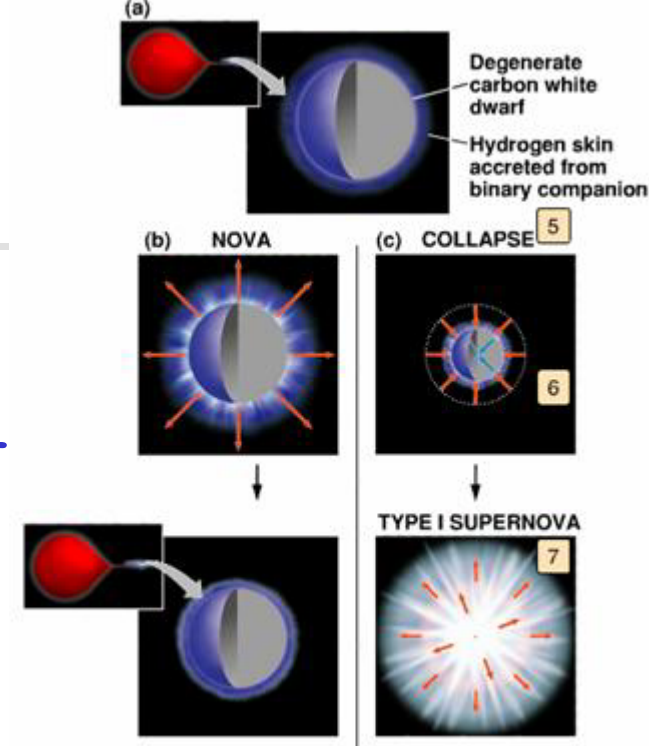 (a)
Degenerate
carbon white
dwarf
Hydrogen skin
accreted from
binary companion
5
(b) NOVA
(c) COLLAPSE
6
TYPE I SUPERNOVA
7